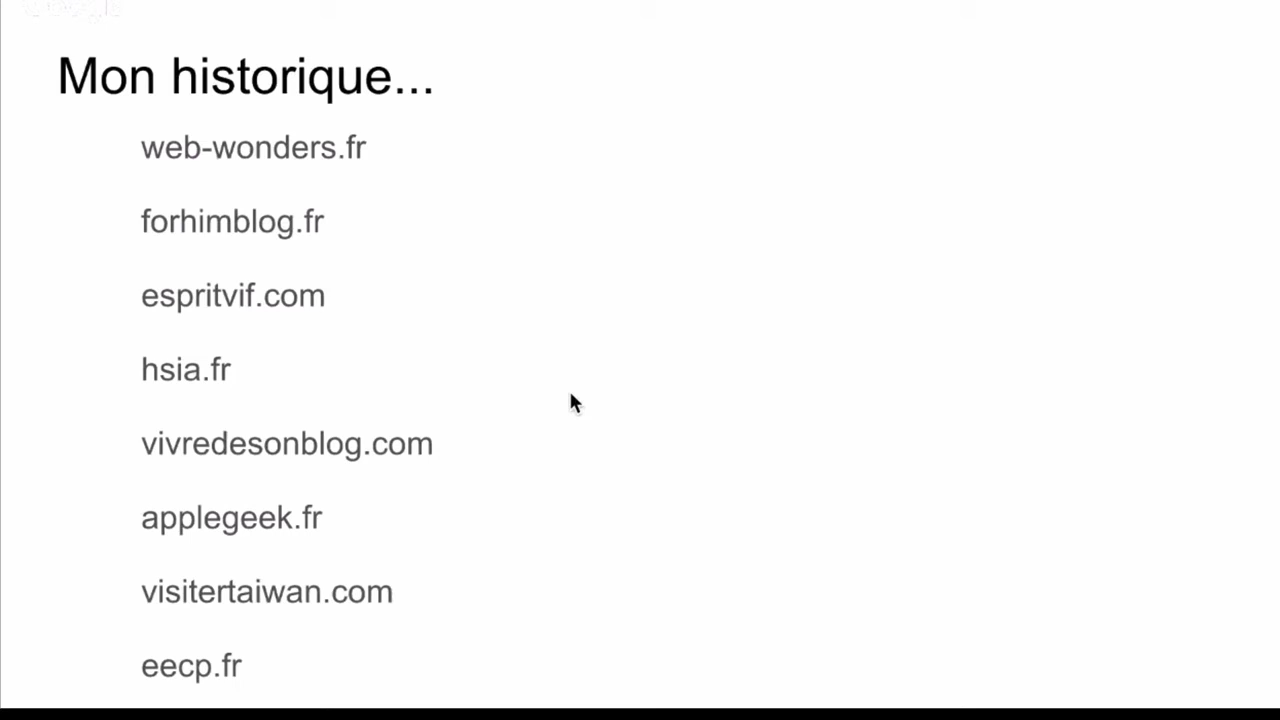 Mon historique...
web-wonders.fr
forhimblog.fr
espritvif.com
hsia.fr
vivredesonblog.com
applegeek.fr
visitertaiwan.com
eecp.fr